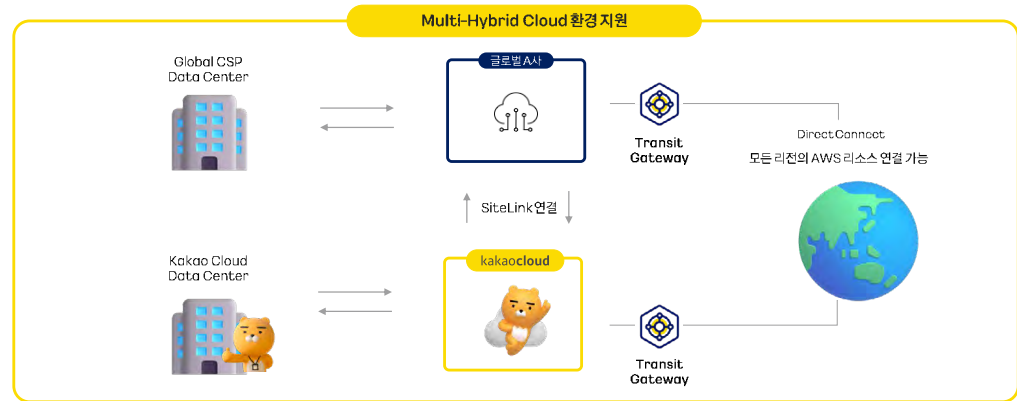 Multi-Hybrid Cloud 환경 지원
Global CSP
Data Center
글로벌 A사
Transit
Gateway
Direct Connect
모든 리전의 AWS 리소스 연결 가능
SiteLink 연결
Kakao Cloud
Data Center
kakaocloud
Transit
Gateway